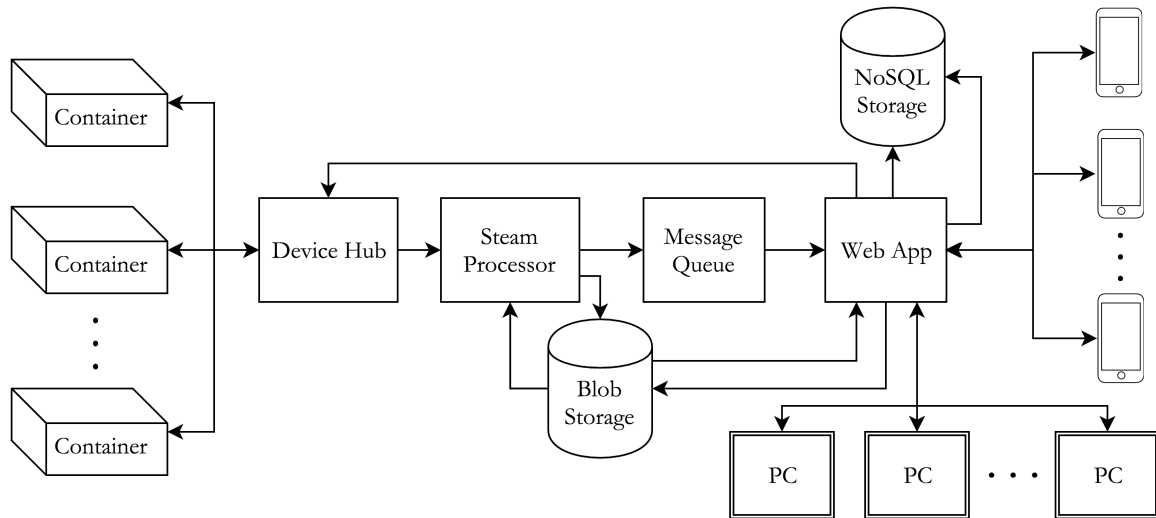 NoSQL
Storage
Container
Container
Device Hub
Steam
Processor
Message
Queue
Web App
Blob
Storage
Container
PC
PC
PC